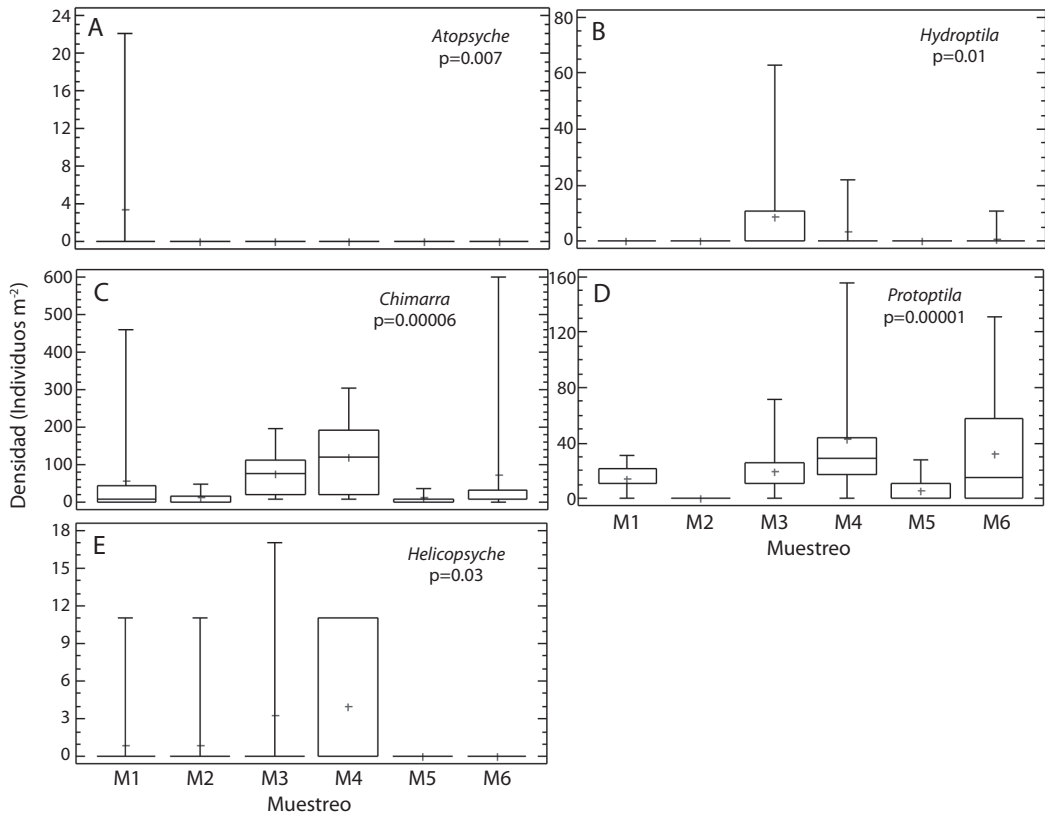 A
Atopsyche
p=0.007
24
20
16
12
8
4
0
B
Hydroptila
p=0.01
80
60
40
20
0
Densidad (Individuos m-2)
C
Chimarra
p=0.00006
600
500
400
300
200
100
0
D
Protoptila
p=0.00001
160
120
80
40
0
M1 M2 M3 M4 M5 M6
Muestreo
E
Helicopsyche
p=0.03
18
15
12
9
6
3
0
M1 M2 M3 M4 M5 M6
Muestreo